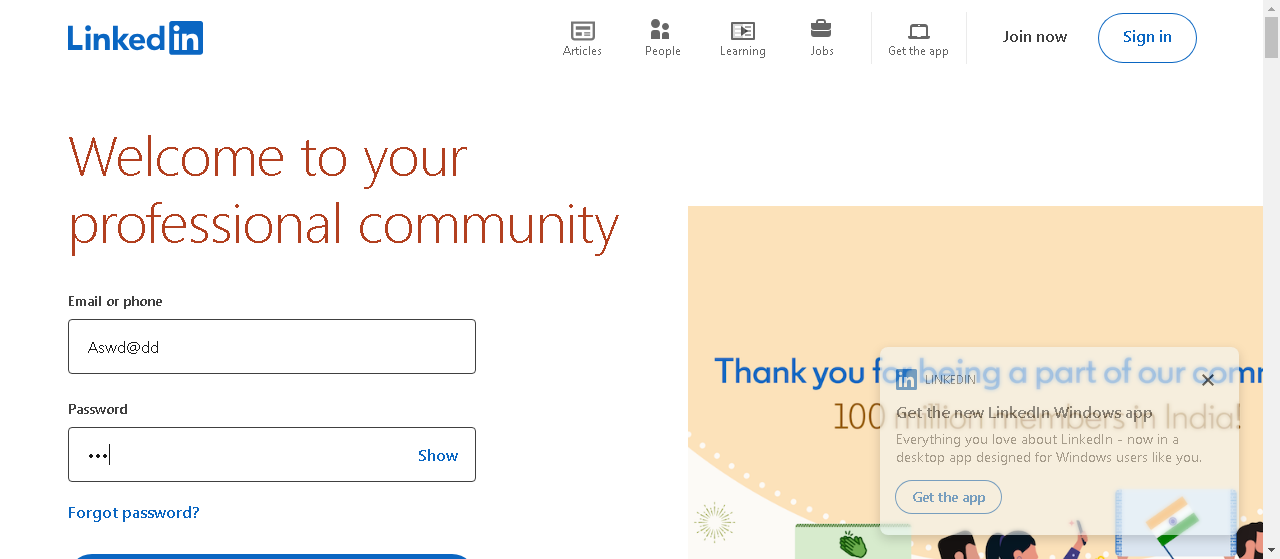 LinkedIn
Articles
People
Learning
Jobs
Get the app
Join now
Sign in
Welcome to your
professional community
Email or phone
Aswd@dd
Password
•••
Show
Forgot password?
Thank you for being a part of our comm
100 million members in India!
in LINKEDIN
Get the new LinkedIn Windows app
Everything you love about LinkedIn - now in a
desktop app designed for Windows users like you.
Get the app